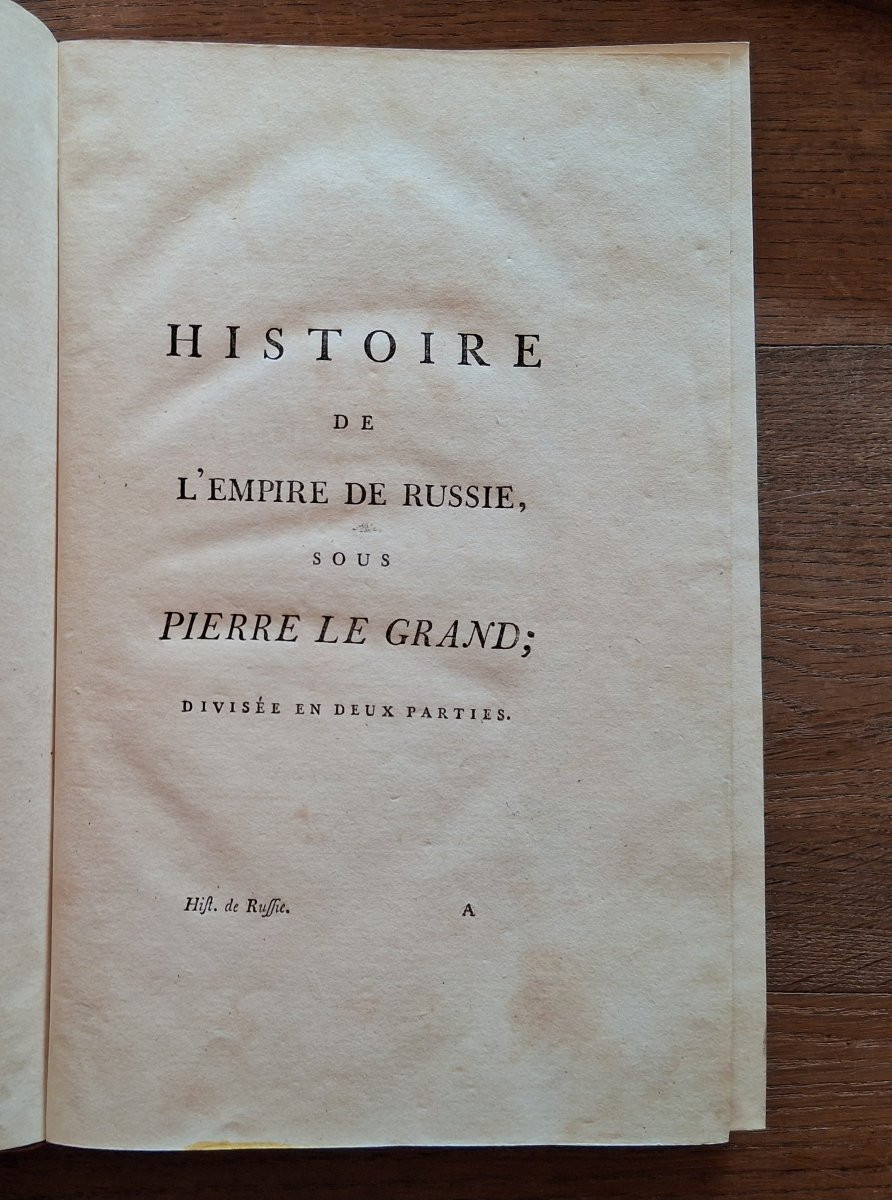 HISTOIRE
DE
L'EMPIRE DE RUSSIE,
SOUS
PIERRE LE GRAND;
DIVISÉE EN DEUX PARTIES.
Hiſt. de Ruſſie. A